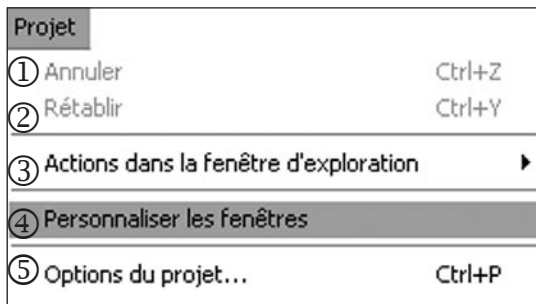 Projet
① Annuler Ctrl+Z
② Rétablir Ctrl+Y
③ Actions dans la fenêtre d'exploration
④ Personnaliser les fenêtres
⑤ Options du projet... Ctrl+P